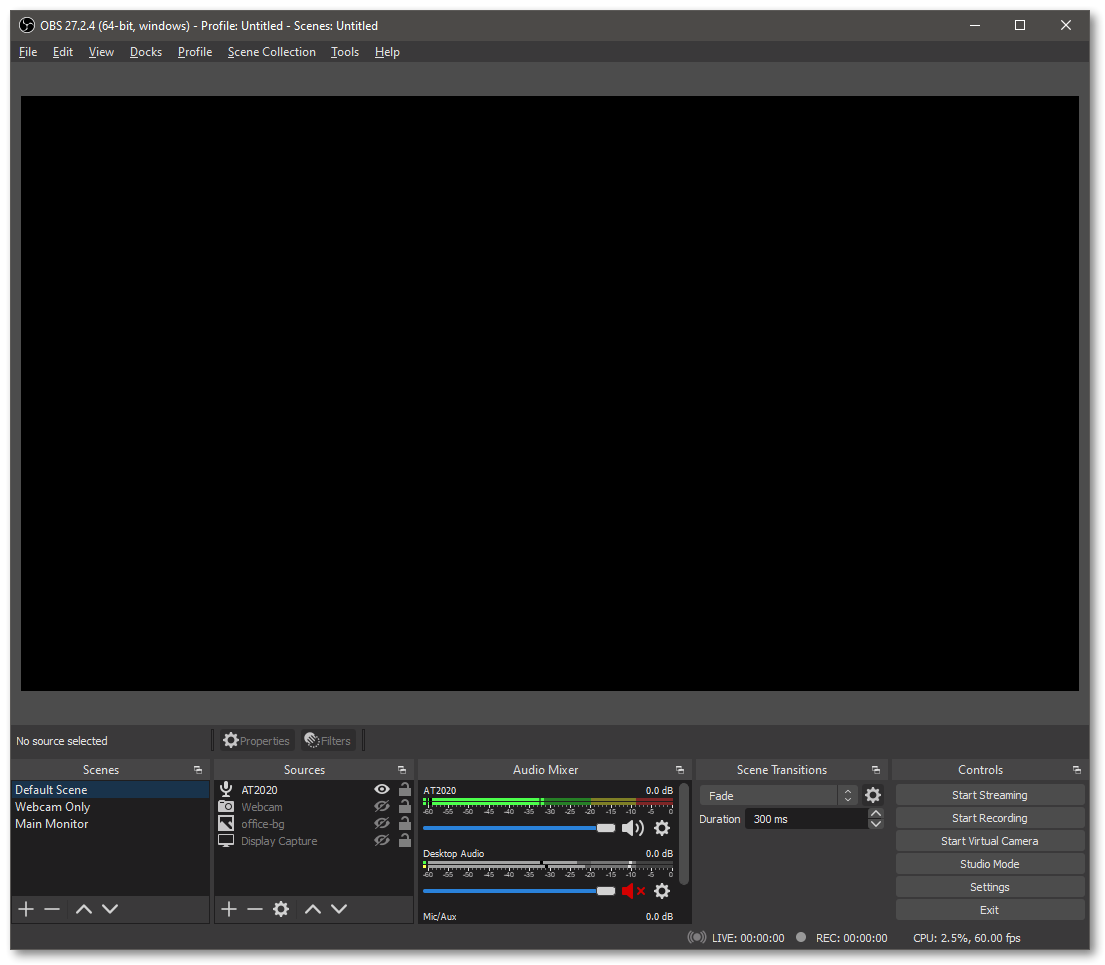 OBS 27.2.4 (64-bit, windows) - Profile: Untitled - Scenes: Untitled
File Edit View Docks Profile Scene Collection Tools Help
No source selected Properties Filters
Scenes
Default Scene
Webcam Only
Main Monitor
Sources
AT2020
Webcam
office-bg
Display Capture
Audio Mixer
AT2020 0.0 dB
-60 -55 -50 -45 -40 -35 -30 -25 -20 -15 -10 -5 0
Desktop Audio 0.0 dB
-60 -55 -50 -45 -40 -35 -30 -25 -20 -15 -10 -5 0
Mic/Aux 0.0 dB
Scene Transitions
Fade
Duration 300 ms
Controls
Start Streaming
Start Recording
Start Virtual Camera
Studio Mode
Settings
Exit
LIVE: 00:00:00 REC: 00:00:00 CPU: 2.5%, 60.00 fps